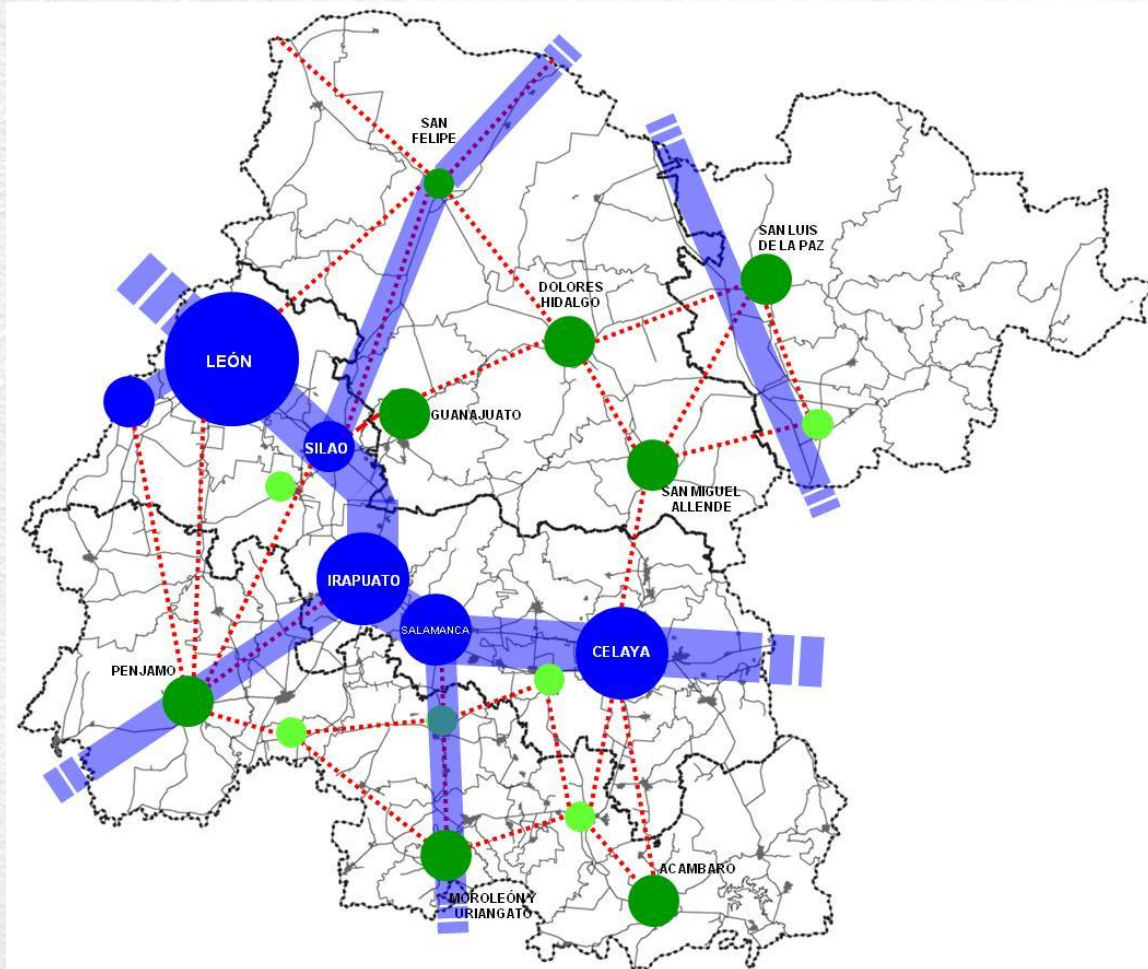 SAN
FELIPE
SAN LUIS
DE LA PAZ
DOLORES
HIDALGO
LEÓN
GUANAJUATO
SILAO
SAN MIGUEL
ALLENDE
IRAPUATO
SALAMANCA
CELAYA
PENJAMO
ACAMBARO
MOROLEÓN Y
URIANGATO